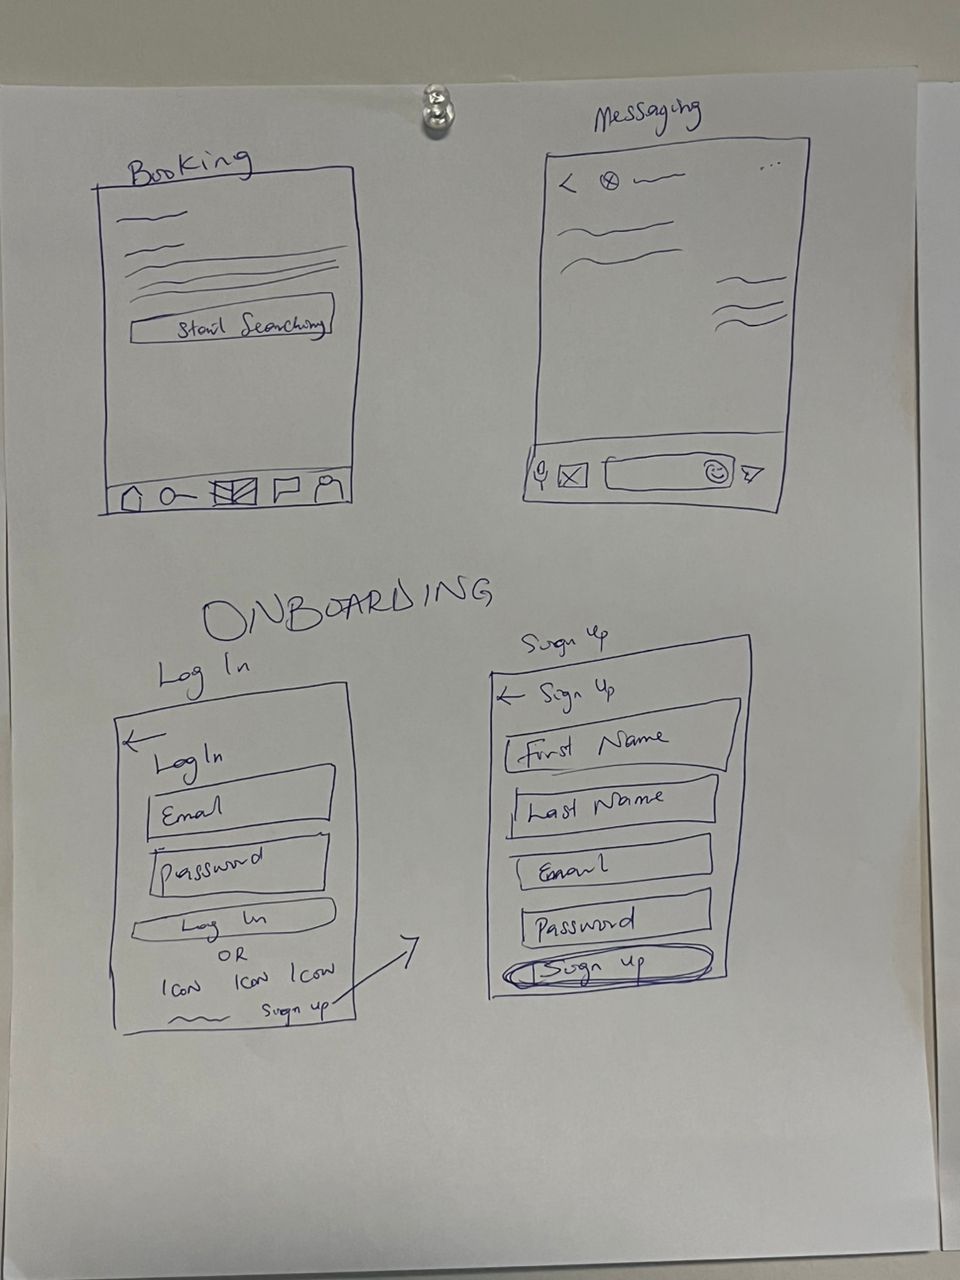 Booking
Start Searching
Messaging
ONBOARDING
Log In
Log In
Email
Password
Log In
OR
Icon Icon Icon
Sign up
Sign up
Sign up
First Name
Last Name
Email
Password
Sign up